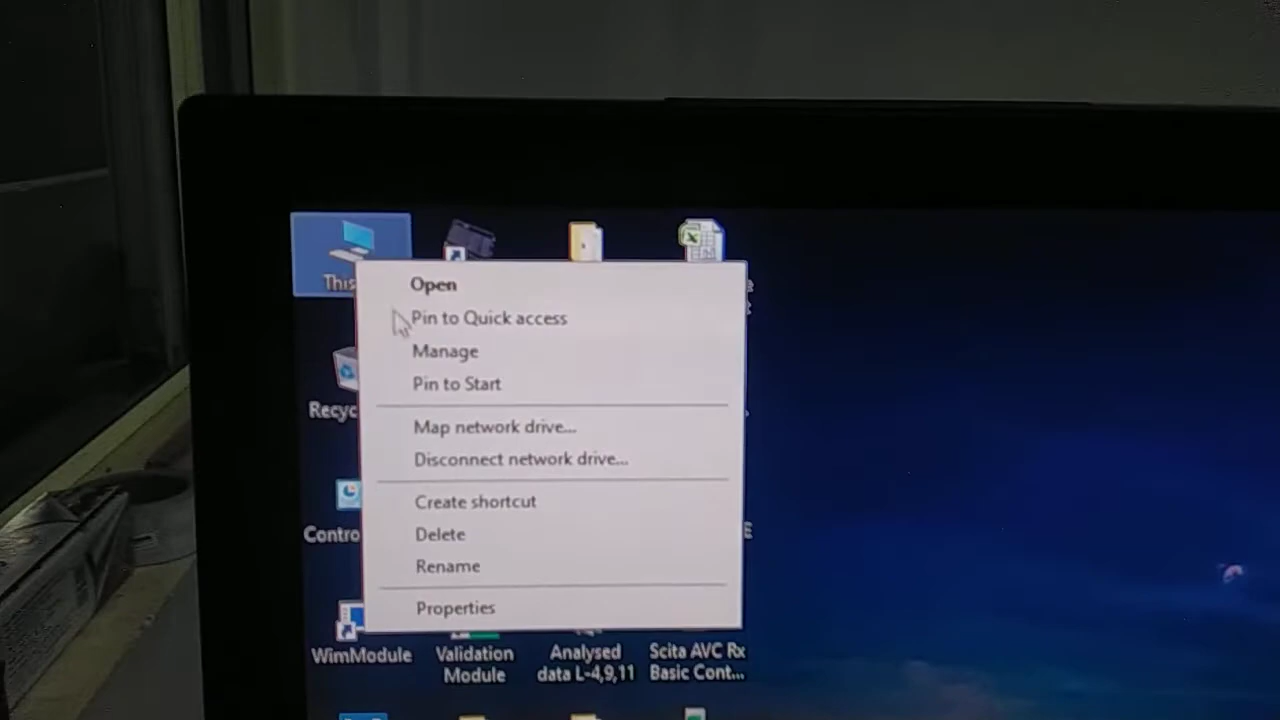 This
Open
Pin to Quick access
Manage
Pin to Start
Map network drive...
Disconnect network drive...
Create shortcut
Delete
Rename
Properties
Recyc
Contro
WimModule
Validation
Module
Analysed
data L-4,9,11
Scita AVC Rx
Basic Cont...